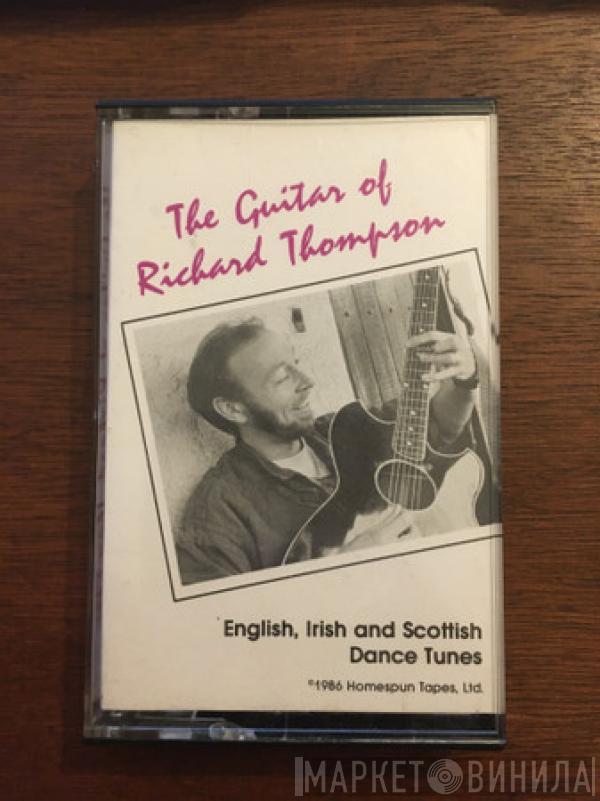 The Guitar of
Richard Thompson
English, Irish and Scottish
Dance Tunes
©1986 Homespun Tapes, Ltd.
МАРКЕТ ВИНИЛА